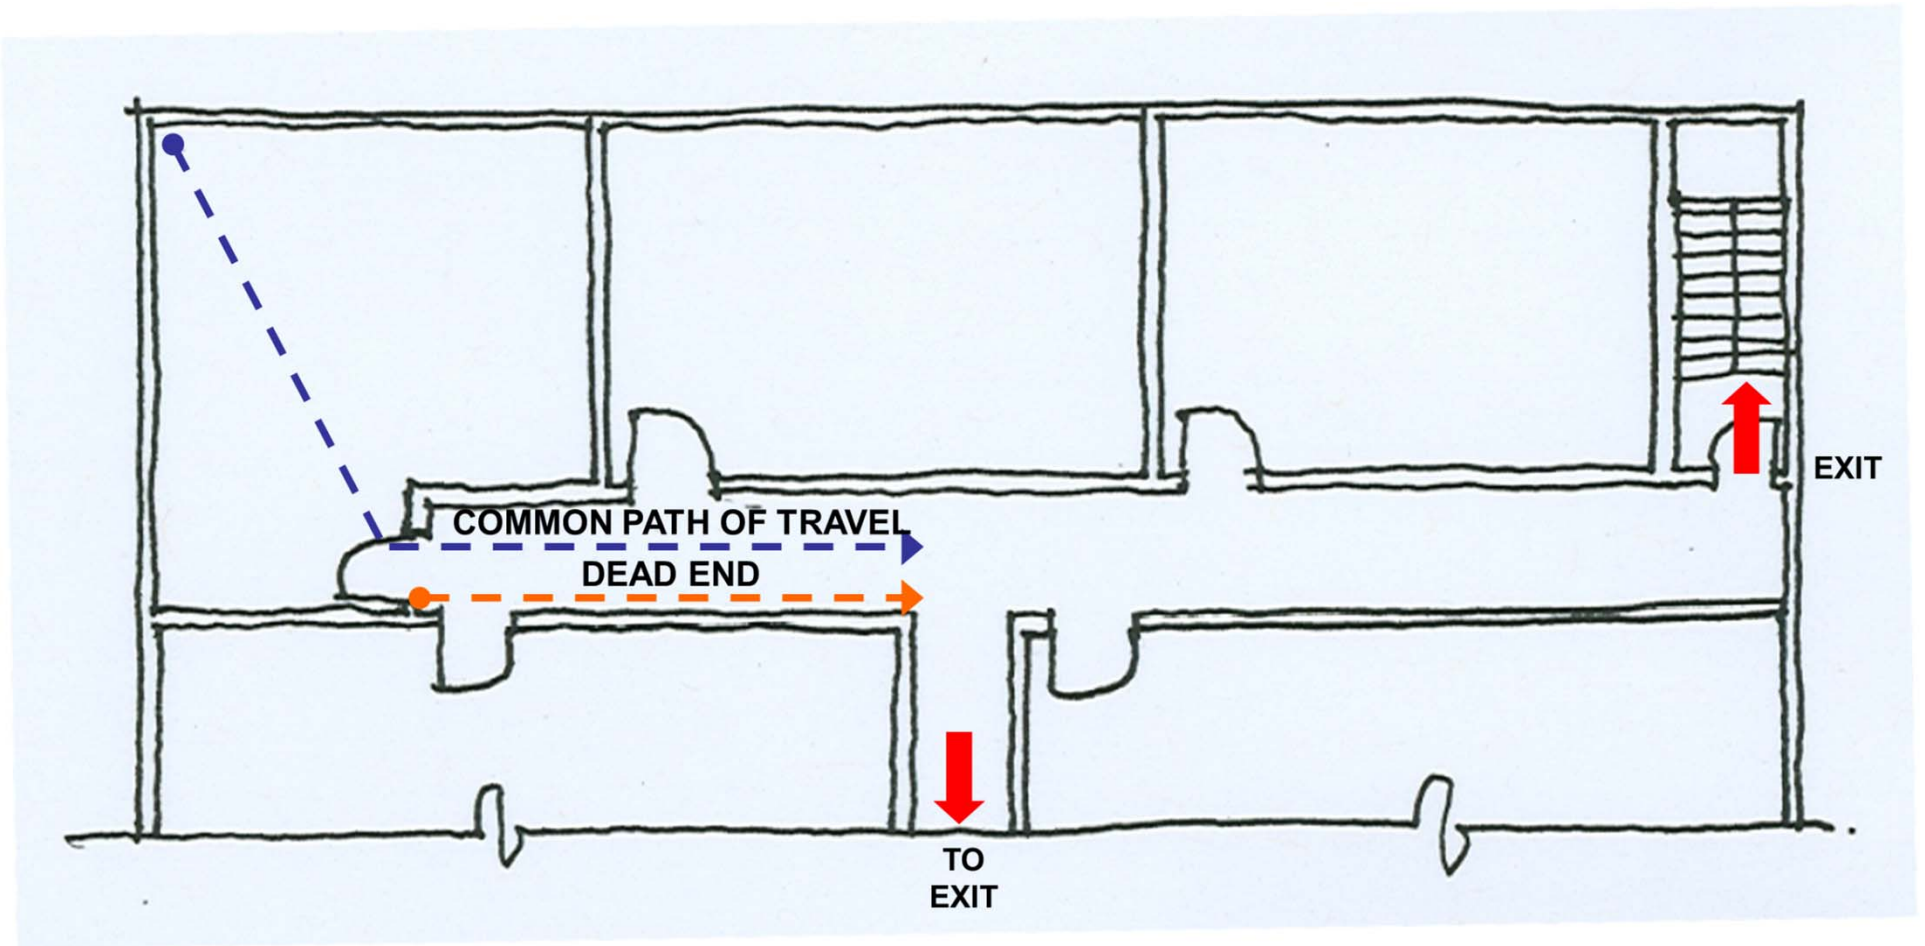 COMMON PATH OF TRAVEL
DEAD END
EXIT
TO
EXIT